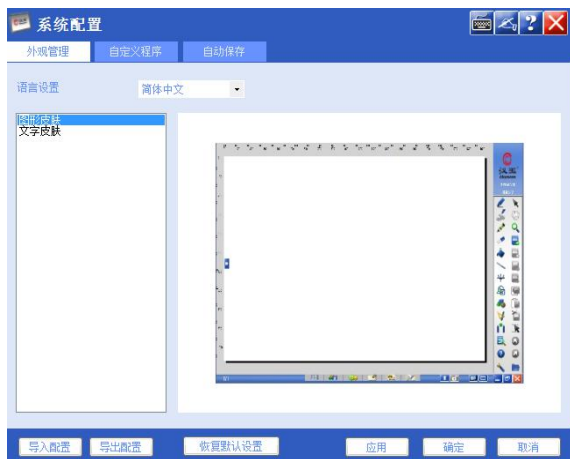 系统配置
外观管理 自定义程序 自动保存
语言设置 简体中文
图形皮肤
文字皮肤
导入配置 导出配置 恢复默认设置 应用 确定 取消